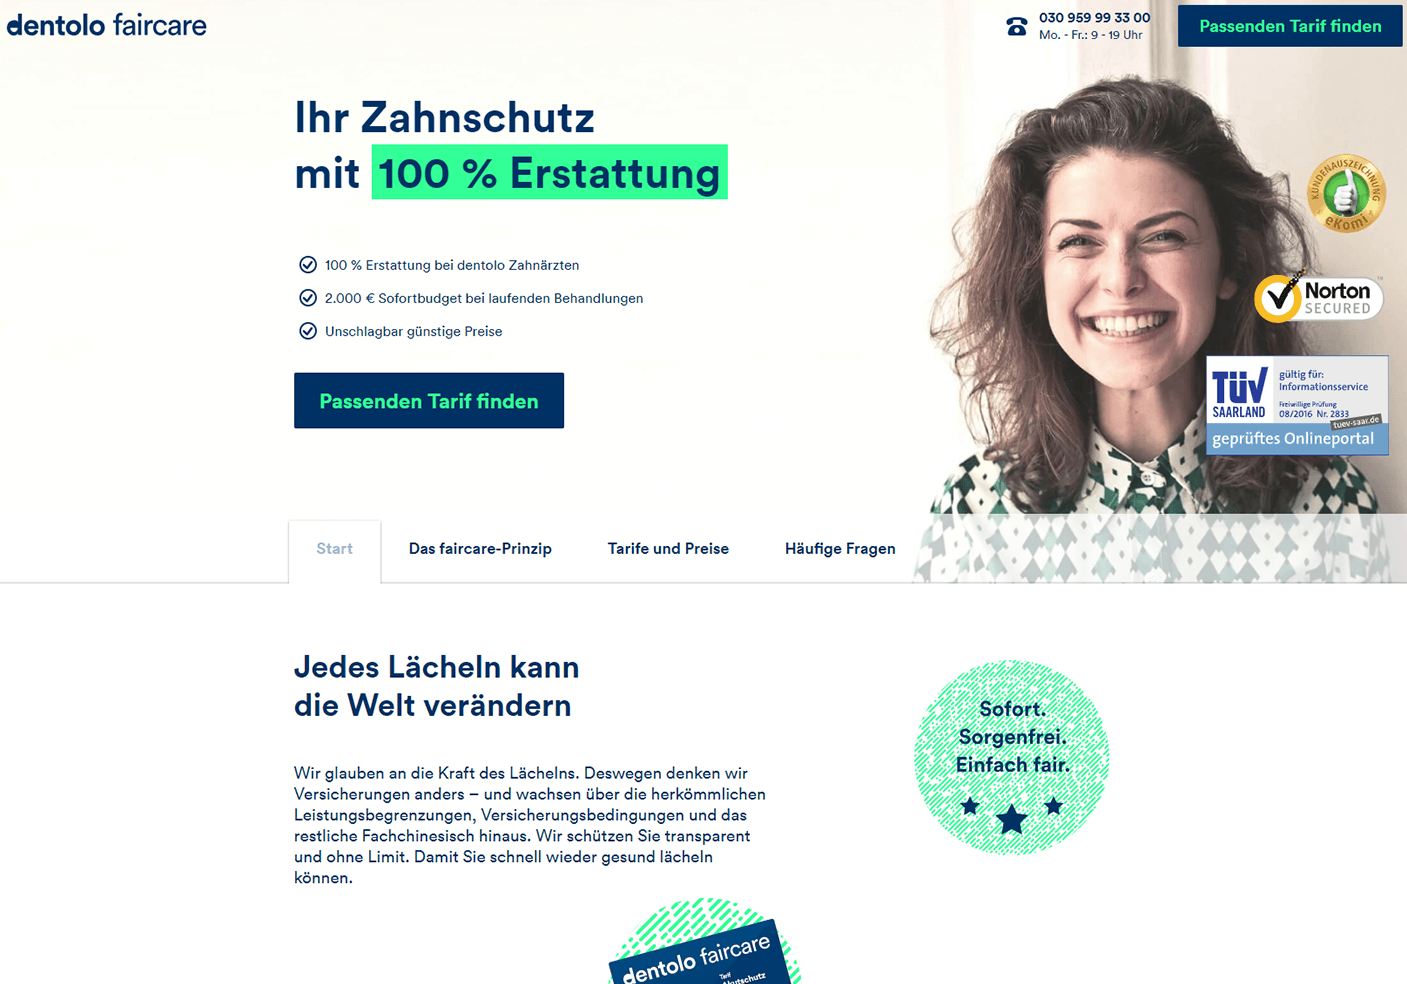 dentolo faircare
030 959 99 33 00
Mo. - Fr.: 9 - 19 Uhr
Passenden Tarif finden
Ihr Zahnschutz
mit 100 % Erstattung
100 % Erstattung bei dentolo Zahnärzten
2.000 € Sofortbudget bei laufenden Behandlungen
Unschlagbar günstige Preise
Passenden Tarif finden
KUNDENAUSZEICHNUNG
eKomi
Norton
SECURED
TÜV
SAARLAND
gültig für:
Informationsservice
Freiwillige Prüfung
08/2016 Nr. 2833
tuev-saar.de
geprüftes Onlineportal
Start
Das faircare-Prinzip
Tarife und Preise
Häufige Fragen
Jedes Lächeln kann
die Welt verändern
Wir glauben an die Kraft des Lächelns. Deswegen denken wir
Versicherungen anders – und wachsen über die herkömmlichen
Leistungsbegrenzungen, Versicherungsbedingungen und das
restliche Fachchinesisch hinaus. Wir schützen Sie transparent
und ohne Limit. Damit Sie schnell wieder gesund lächeln
können.
Sofort.
Sorgenfrei.
Einfach fair.
dentolo faircare
Tarif